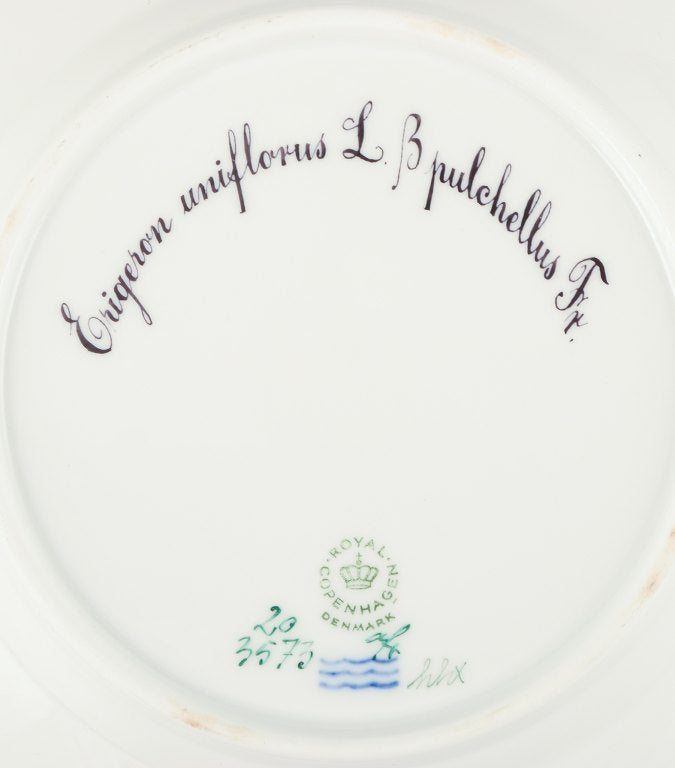 Erigeron uniflorus L. β pulchellus Fr.
ROYAL COPENHAGEN
DENMARK
20
3573